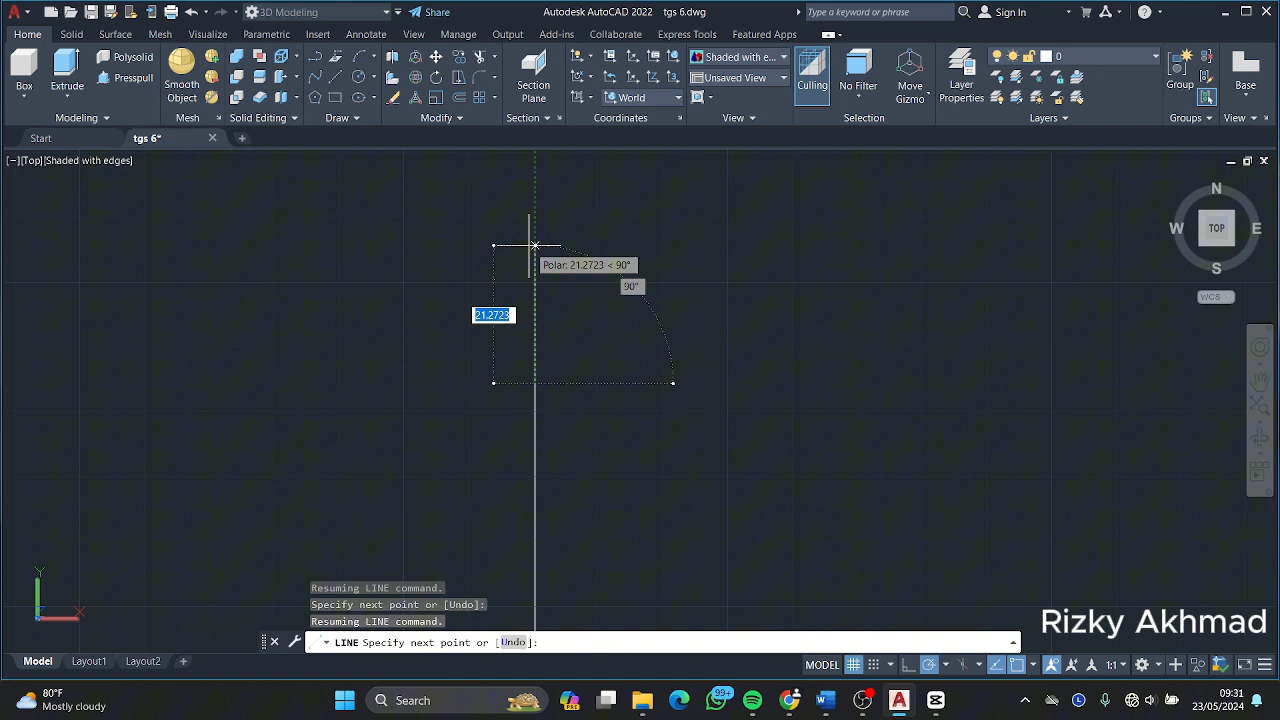 3D Modeling
Share
Autodesk AutoCAD 2022 tgs 6.dwg
Type a keyword or phrase
Sign In
Home Solid Surface Mesh Visualize Parametric Insert Annotate View Manage Output Add-ins Collaborate Express Tools Featured Apps
Box
Extrude
Polysolid
Presspull
Smooth
Object
Section
Plane
World
Shaded with e...
Unsaved View
Culling
No Filter
Move
Gizmo
Layer
Properties
0
Group
Base
Modeling Mesh Solid Editing Draw Modify Section Coordinates View Selection Layers Groups View
Start
tgs 6*
[−][Top][Shaded with edges]
N
W TOP E
S
WCS
Polar: 21.2723 < 90°
90°
21.2723
Y
X
Resuming LINE command.
Specify next point or [Undo]:
Resuming LINE command.
LINE Specify next point or [Undo]:
Rizky Akhmad
Model Layout1 Layout2
MODEL
1:1
80°F
Mostly cloudy
Search
PRE
99+
09:31
23/05/2024